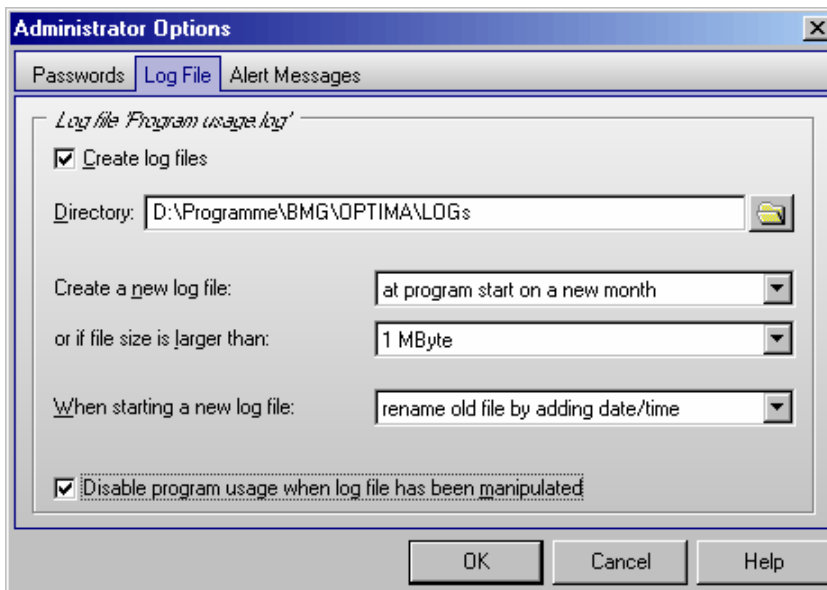 Administrator Options
Passwords Log File Alert Messages
Log file 'Program usage.log'
Create log files
Directory: D:\Programme\BMG\OPTIMA\LOGs
Create a new log file: at program start on a new month
or if file size is larger than: 1 MByte
When starting a new log file: rename old file by adding date/time
Disable program usage when log file has been manipulated
OK Cancel Help